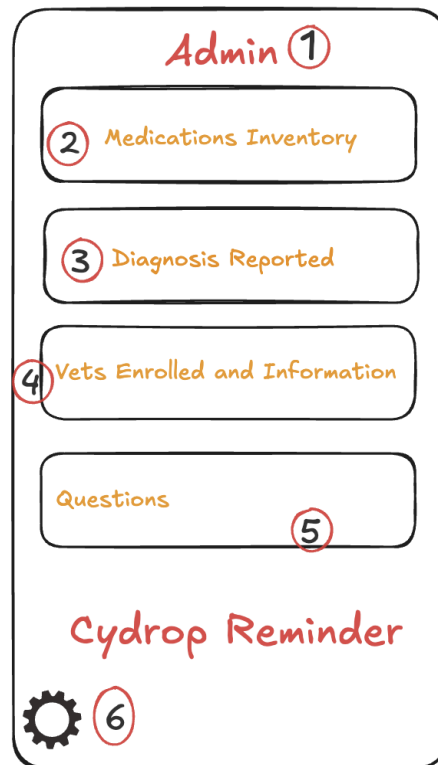 Admin 1
2 Medications Inventory
3 Diagnosis Reported
4 Vets Enrolled and Information
Questions
5
Cydrop Reminder
6